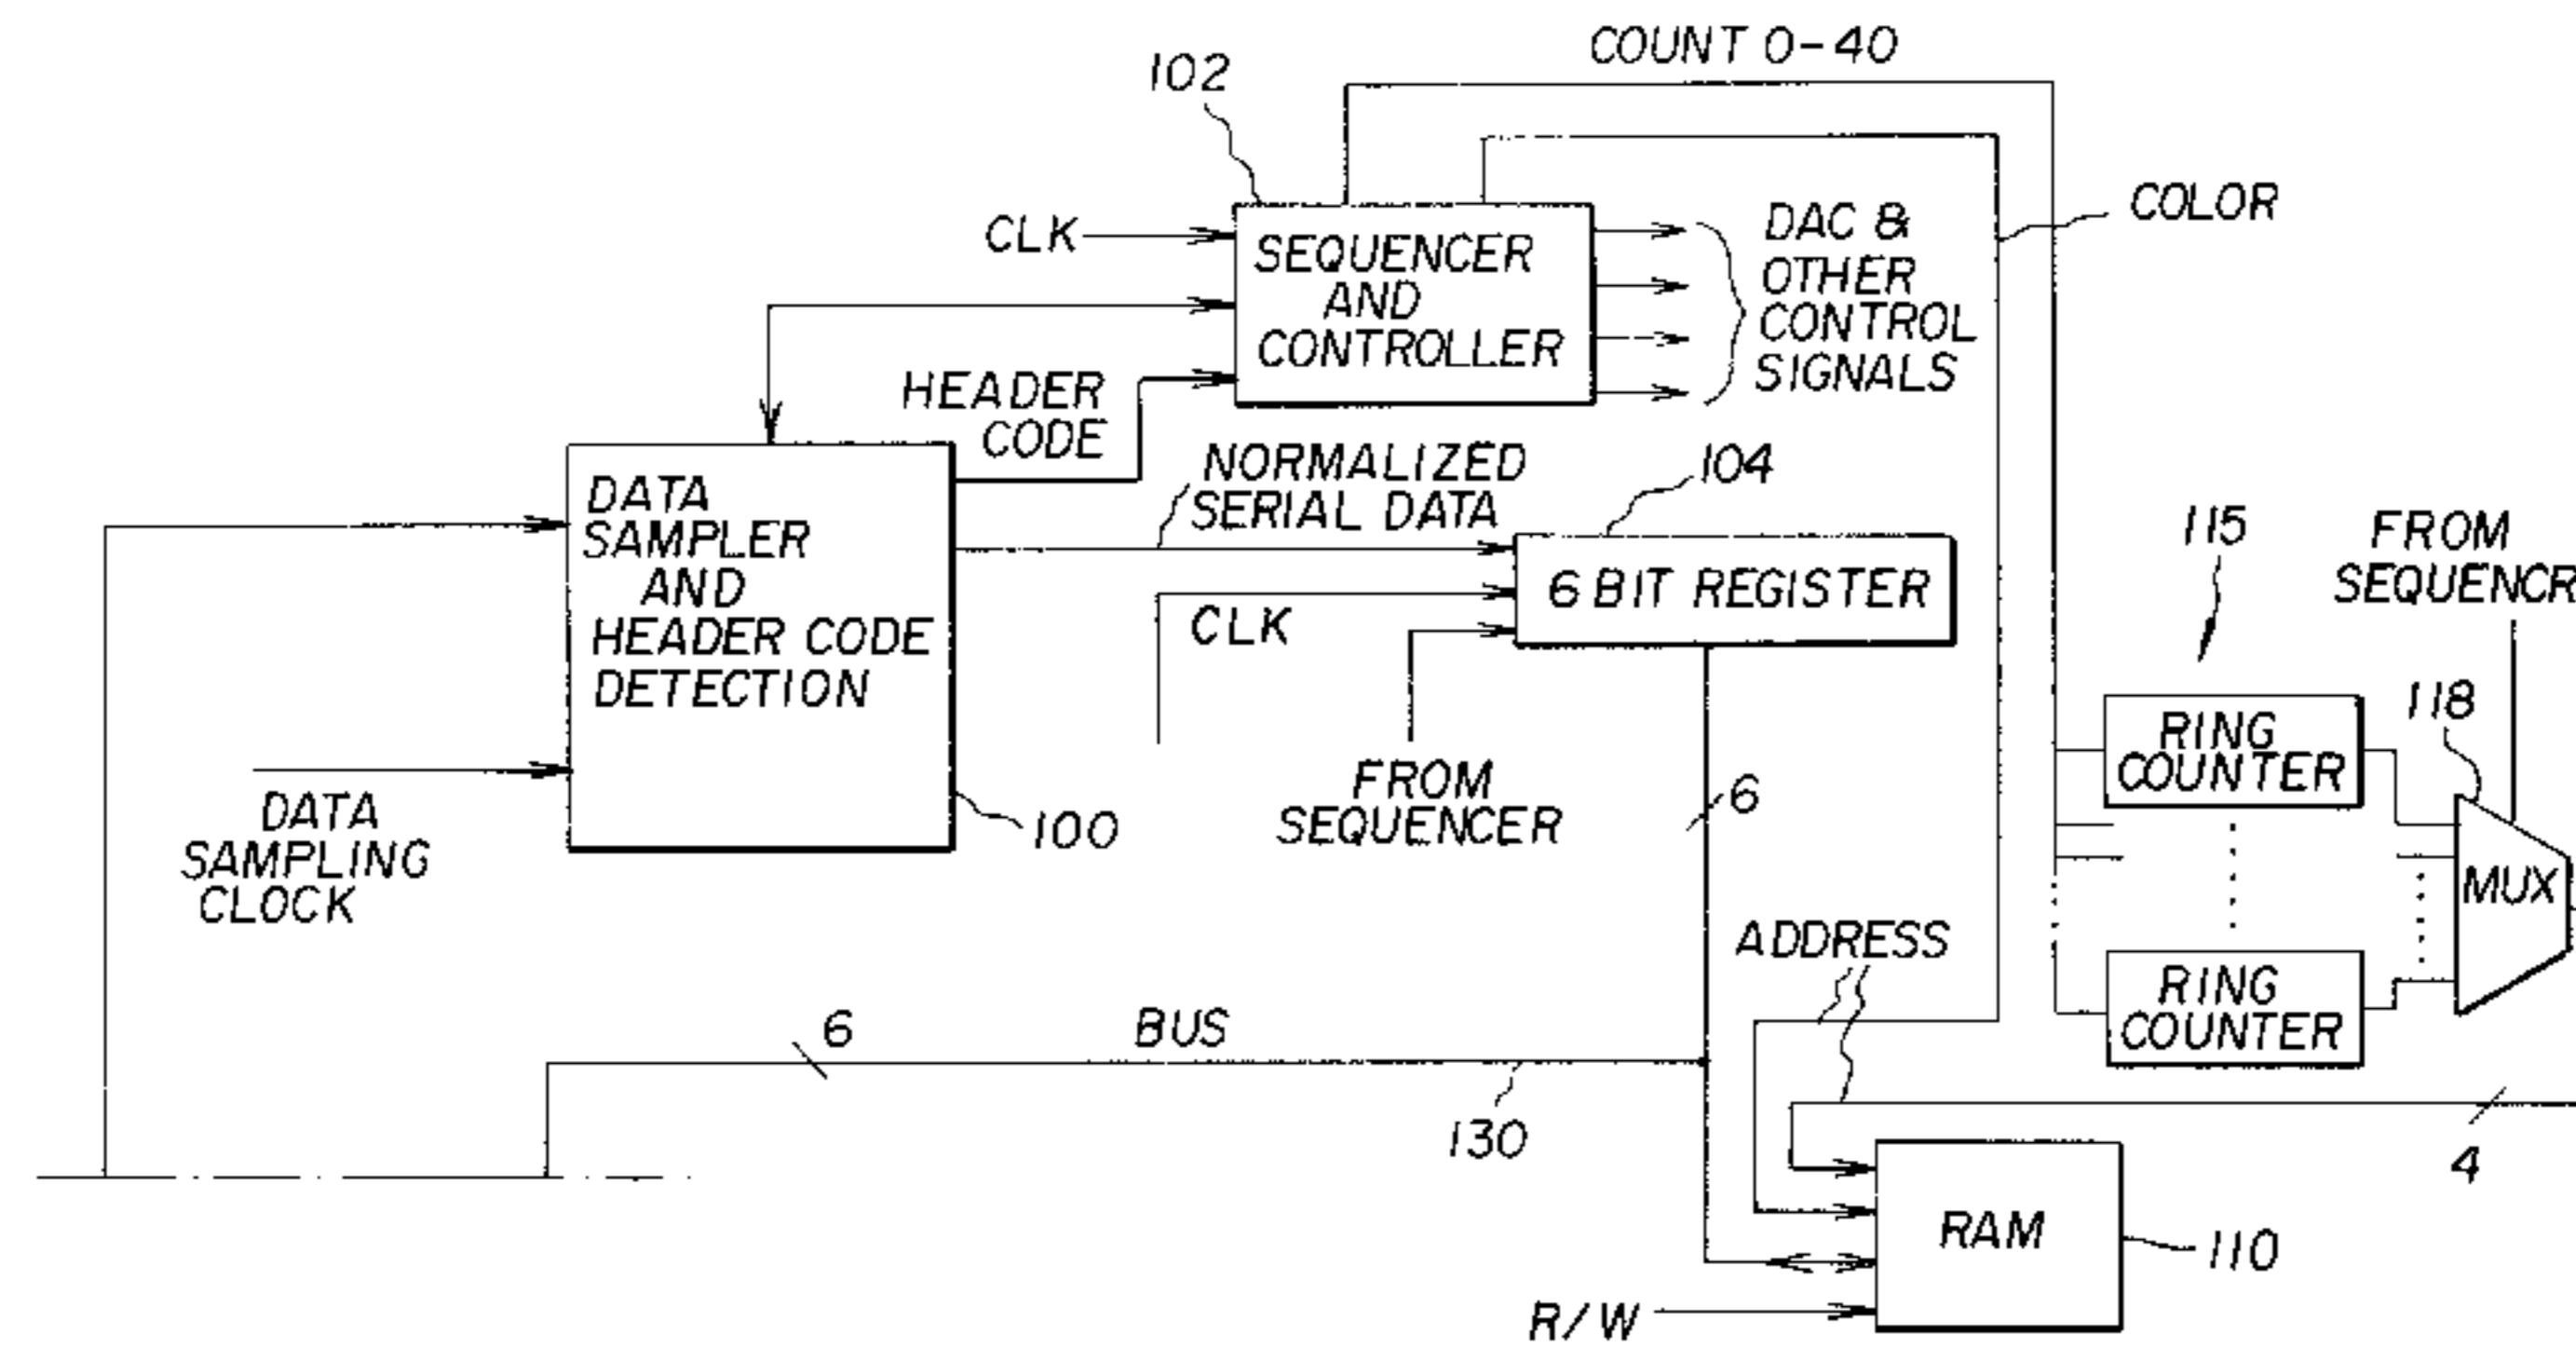 COUNT 0-40
102
COLOR
CLK
SEQUENCER
AND
CONTROLLER
DAC &
OTHER
CONTROL
SIGNALS
HEADER
CODE
NORMALIZED
SERIAL DATA
104
DATA
SAMPLER
AND
HEADER CODE
DETECTION
6 BIT REGISTER
CLK
115
FROM
SEQUENCR
118
RING
COUNTER
FROM
SEQUENCER
6
DATA
SAMPLING
CLOCK
100
MUX
ADDRESS
RING
COUNTER
6
BUS
130
4
RAM
110
R/W